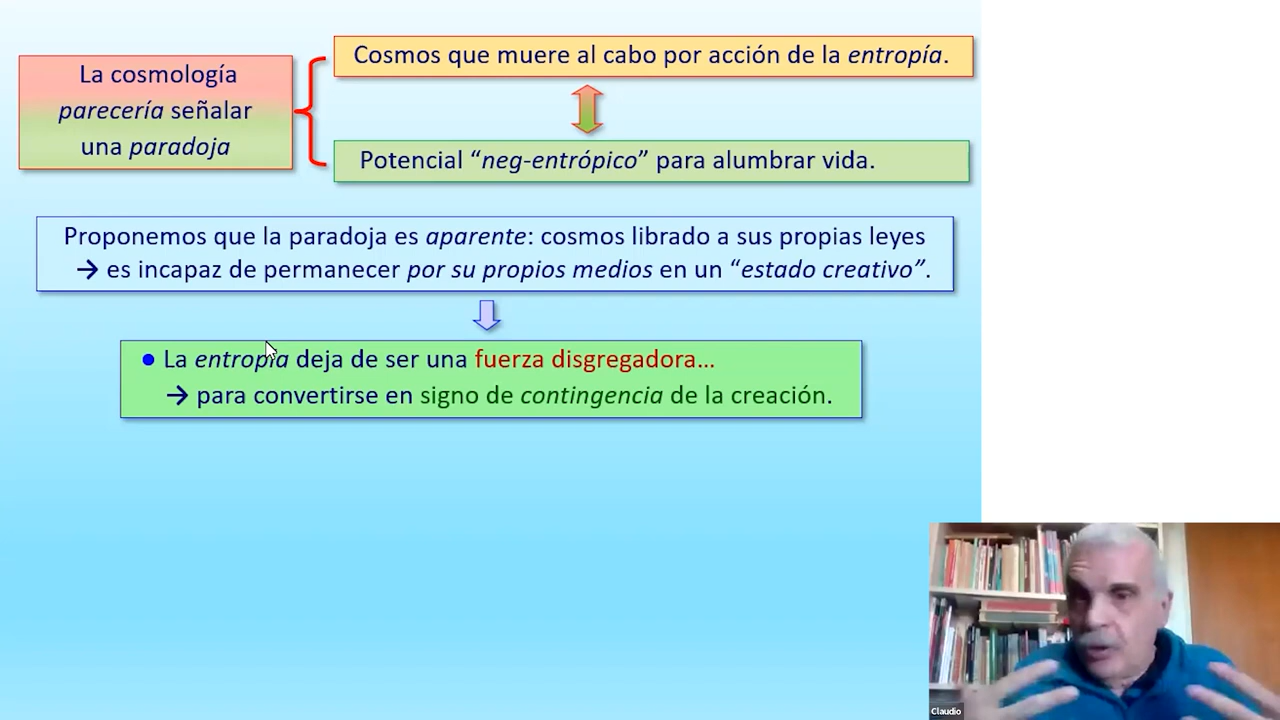 La cosmología
parecería señalar
una paradoja
Cosmos que muere al cabo por acción de la entropía.
Potencial “neg-entrópico” para alumbrar vida.
Proponemos que la paradoja es aparente: cosmos librado a sus propias leyes
→ es incapaz de permanecer por su propios medios en un “estado creativo”.
● La entropía deja de ser una fuerza disgregadora...
→ para convertirse en signo de contingencia de la creación.
Claudio